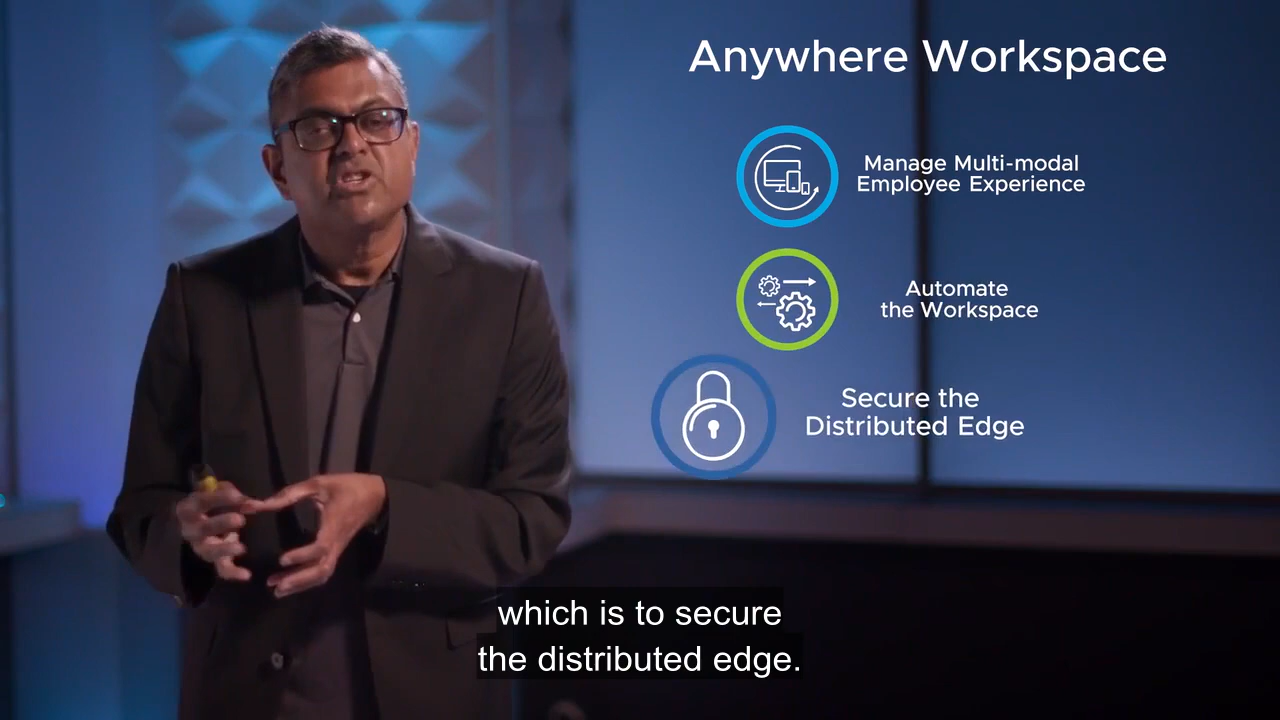 Anywhere Workspace
Manage Multi-modal
Employee Experience
Automate
the Workspace
Secure the
Distributed Edge
which is to secure
the distributed edge.